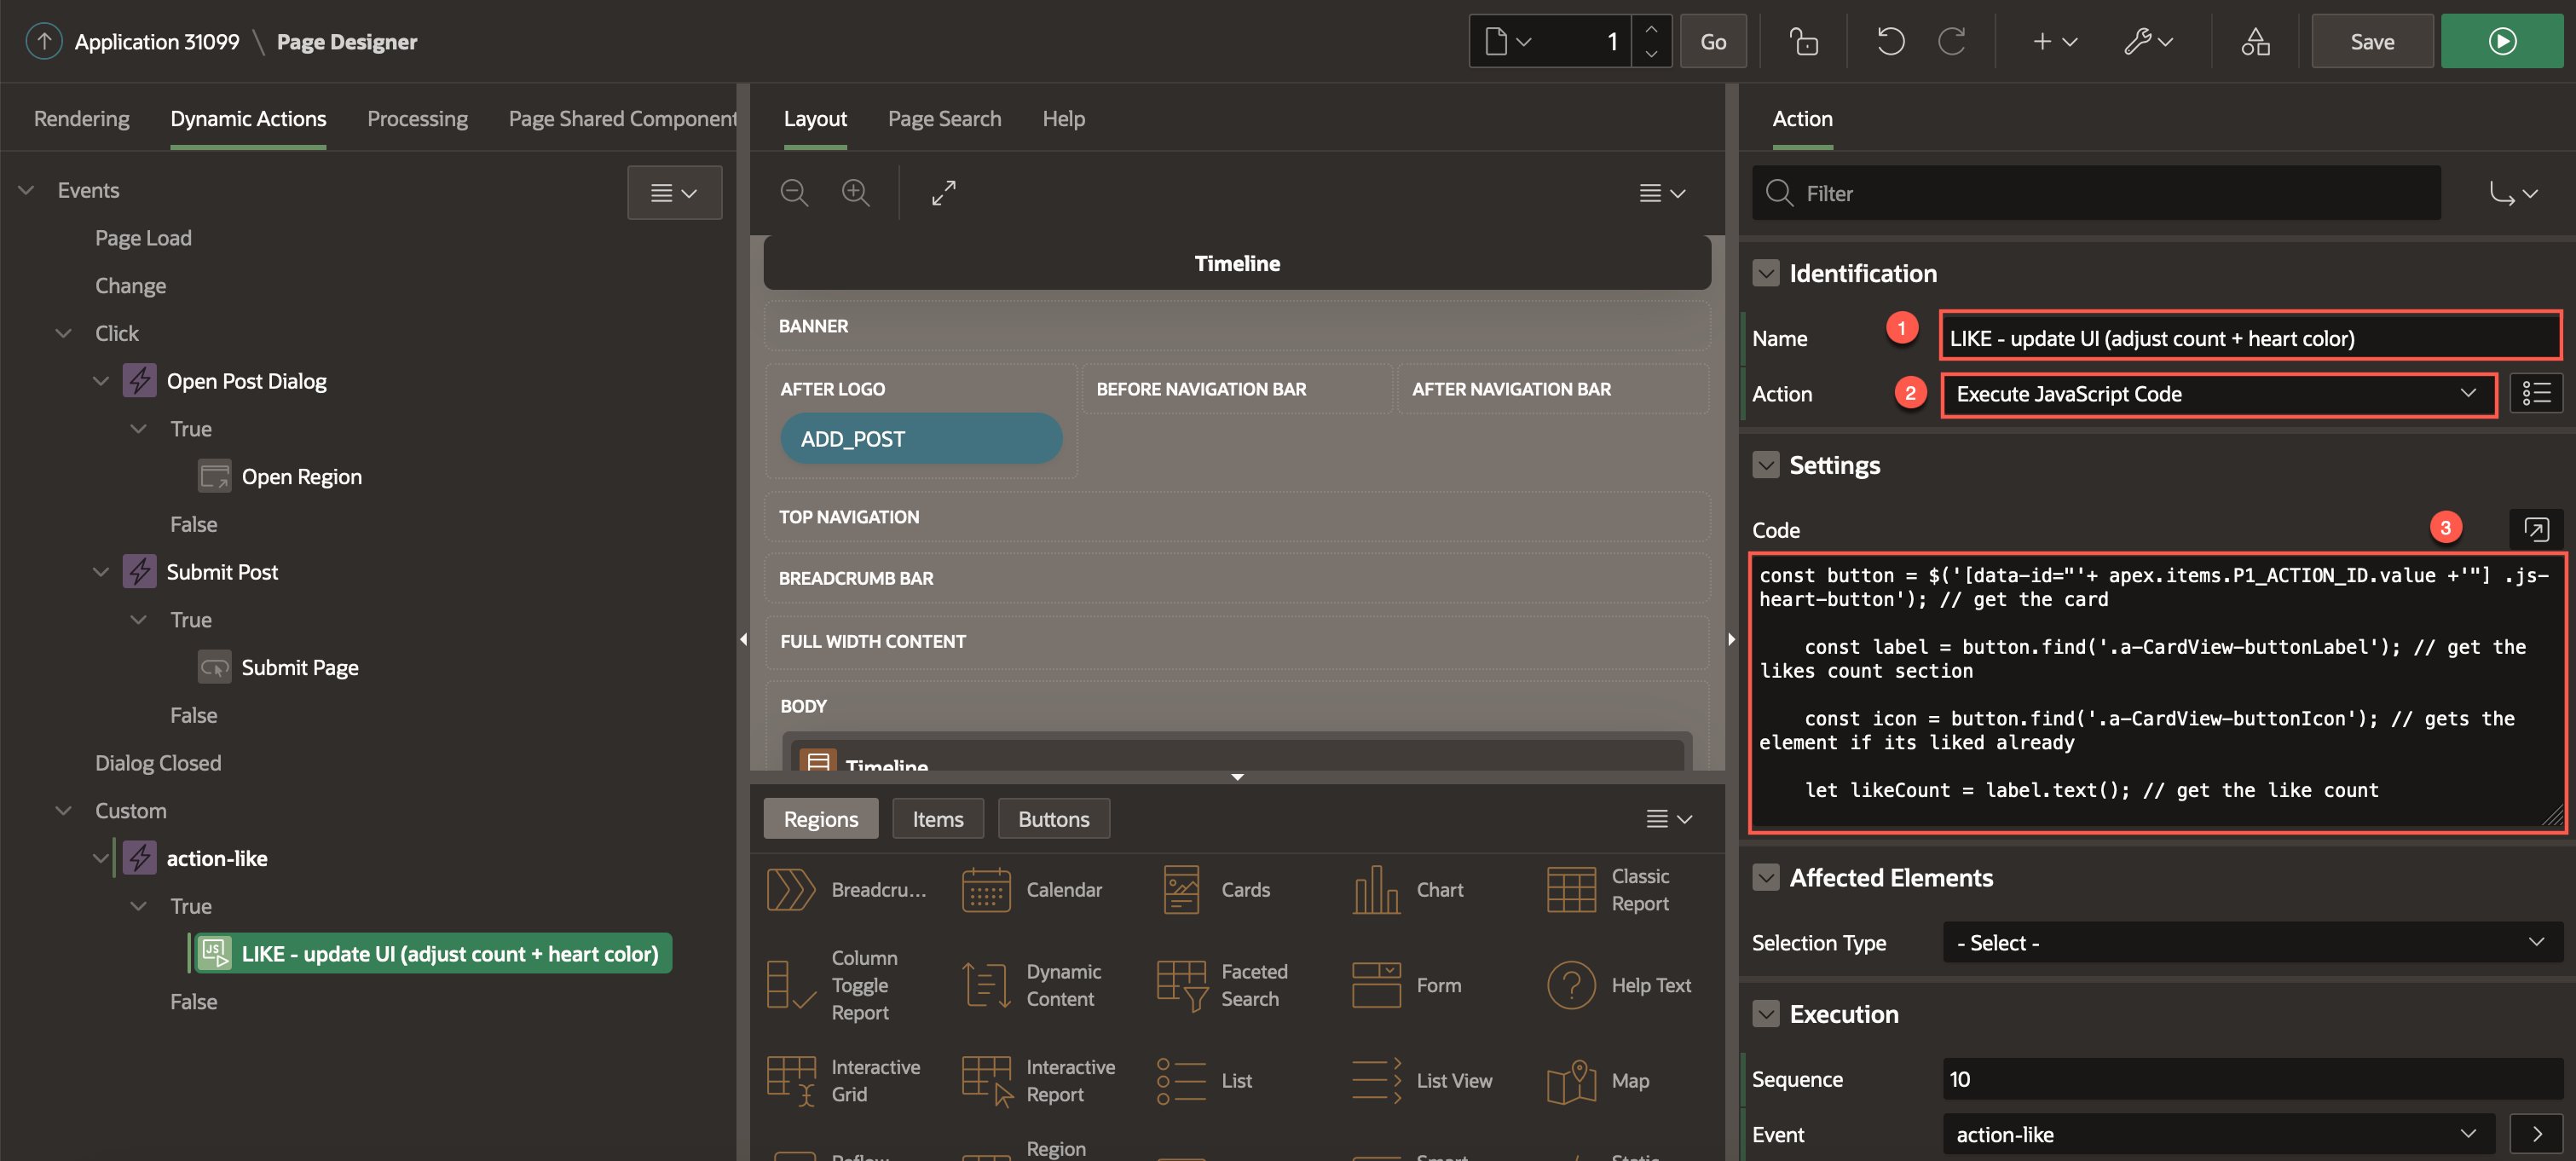 Application 31099 \ Page Designer
1
Go
Save
Rendering
Dynamic Actions
Processing
Page Shared Component
Events
Page Load
Change
Click
Open Post Dialog
True
Open Region
False
Submit Post
True
Submit Page
False
Dialog Closed
Custom
action-like
True
LIKE - update UI (adjust count + heart color)
False
Layout
Page Search
Help
Timeline
BANNER
AFTER LOGO
BEFORE NAVIGATION BAR
AFTER NAVIGATION BAR
ADD_POST
TOP NAVIGATION
BREADCRUMB BAR
FULL WIDTH CONTENT
BODY
Timeline
Regions
Items
Buttons
Breadcru...
Calendar
Cards
Chart
Classic
Report
Column
Toggle
Report
Dynamic
Content
Faceted
Search
Form
Help Text
Interactive
Grid
Interactive
Report
List
List View
Map
Region
Action
Filter
Identification
Name
1
LIKE - update UI (adjust count + heart color)
Action
2
Execute JavaScript Code
Settings
Code
3
const button = $('[data-id="'+ apex.items.P1_ACTION_ID.value +'"] .js-
heart-button'); // get the card
const label = button.find('.a-CardView-buttonLabel'); // get the
likes count section
const icon = button.find('.a-CardView-buttonIcon'); // gets the
element if its liked already
let likeCount = label.text(); // get the like count
Affected Elements
Selection Type
- Select -
Execution
Sequence
10
Event
action-like